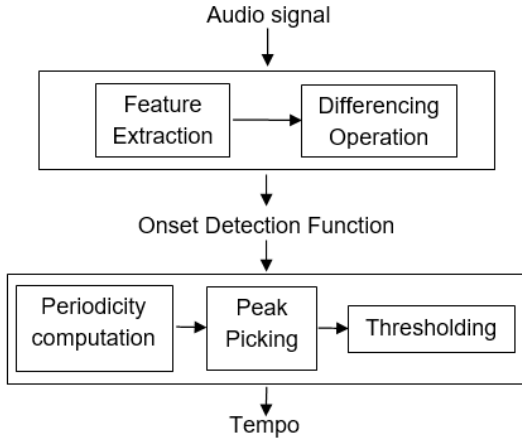 Audio signal
Feature
Extraction
Differencing
Operation
Onset Detection Function
Periodicity
computation
Peak
Picking
Thresholding
Tempo